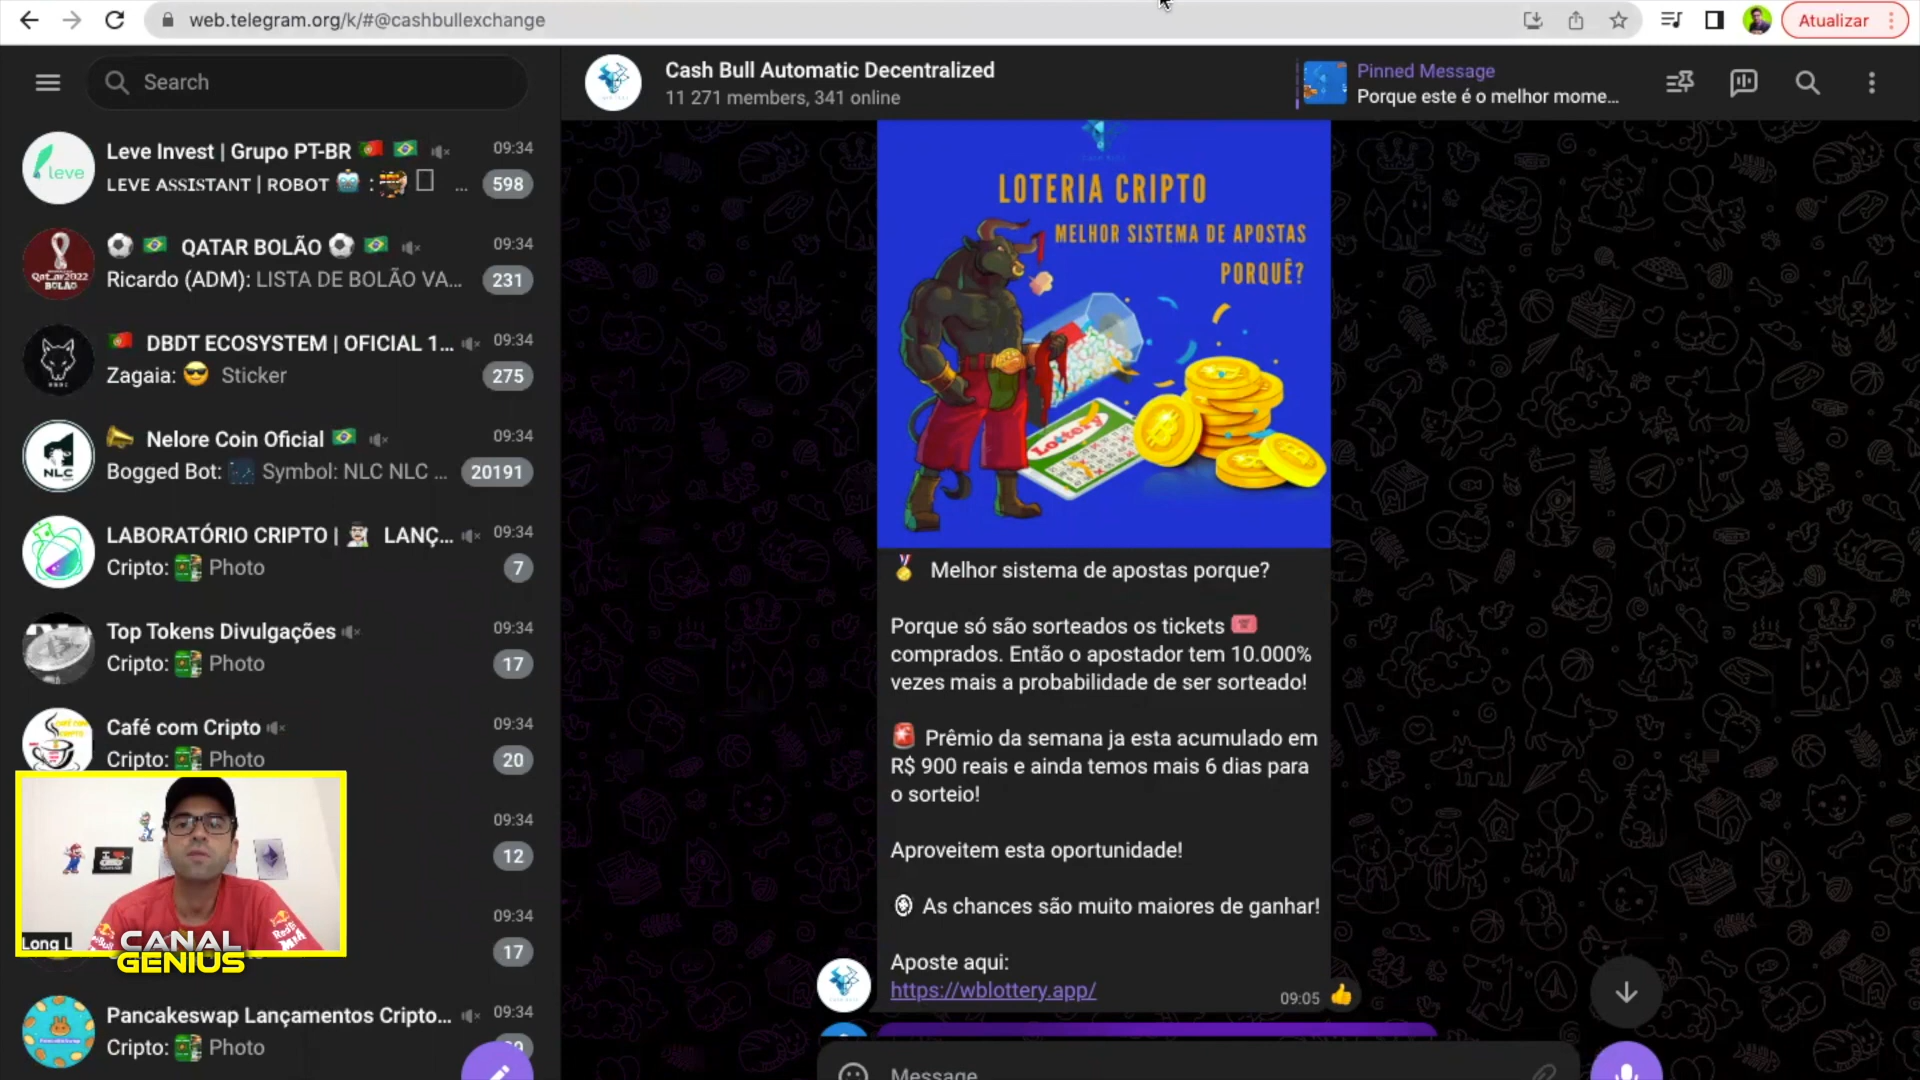 web.telegram.org/k/#@cashbullexchange
Atualizar
Search
Cash Bull Automatic Decentralized
11 271 members, 341 online
Pinned Message
Porque este é o melhor mome...
Leve Invest | Grupo PT-BR
09:34
leve
LEVE ASSISTANT | ROBOT : ...
598
QATAR BOLÃO
09:34
Qatar2022
BOLÃO
Ricardo (ADM): LISTA DE BOLÃO VA...
231
DBDT ECOSYSTEM | OFICIAL 1...
09:34
Zagaia: Sticker
275
Nelore Coin Oficial
09:34
NLC
Bogged Bot: Symbol: NLC NLC ...
20191
LABORATÓRIO CRIPTO | LANÇ...
09:34
Cripto: Photo
7
Top Tokens Divulgações
09:34
Cripto: Photo
17
Café com Cripto
09:34
Cripto: Photo
20
09:34
12
09:34
17
Long L
CANAL
GENIUS
Pancakeswap Lançamentos Cripto...
09:34
Cripto: Photo
LOTERIA CRIPTO
MELHOR SISTEMA DE APOSTAS
PORQUÊ?
Lottery
Melhor sistema de apostas porque?
Porque só são sorteados os tickets
comprados. Então o apostador tem 10.000%
vezes mais a probabilidade de ser sorteado!
Prêmio da semana ja esta acumulado em
R$ 900 reais e ainda temos mais 6 dias para
o sorteio!
Aproveitem esta oportunidade!
As chances são muito maiores de ganhar!
Aposte aqui:
https://wblottery.app/
09:05
Message